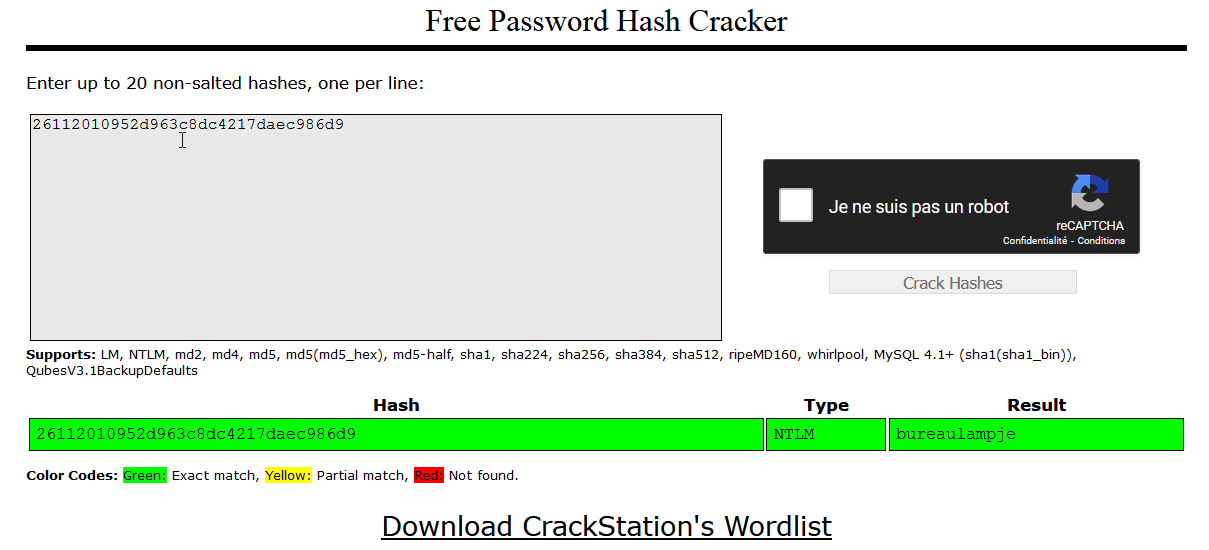 Free Password Hash Cracker
Enter up to 20 non-salted hashes, one per line:
26112010952d963c8dc4217daec986d9
Je ne suis pas un robot
reCAPTCHA
Confidentialité - Conditions
Crack Hashes
Supports: LM, NTLM, md2, md4, md5, md5(md5_hex), md5-half, sha1, sha224, sha256, sha384, sha512, ripeMD160, whirlpool, MySQL 4.1+ (sha1(sha1_bin)),
QubesV3.1BackupDefaults
Hash Type Result
26112010952d963c8dc4217daec986d9 NTLM bureaulampje
Color Codes: Green: Exact match, Yellow: Partial match, Red: Not found.
Download CrackStation's Wordlist